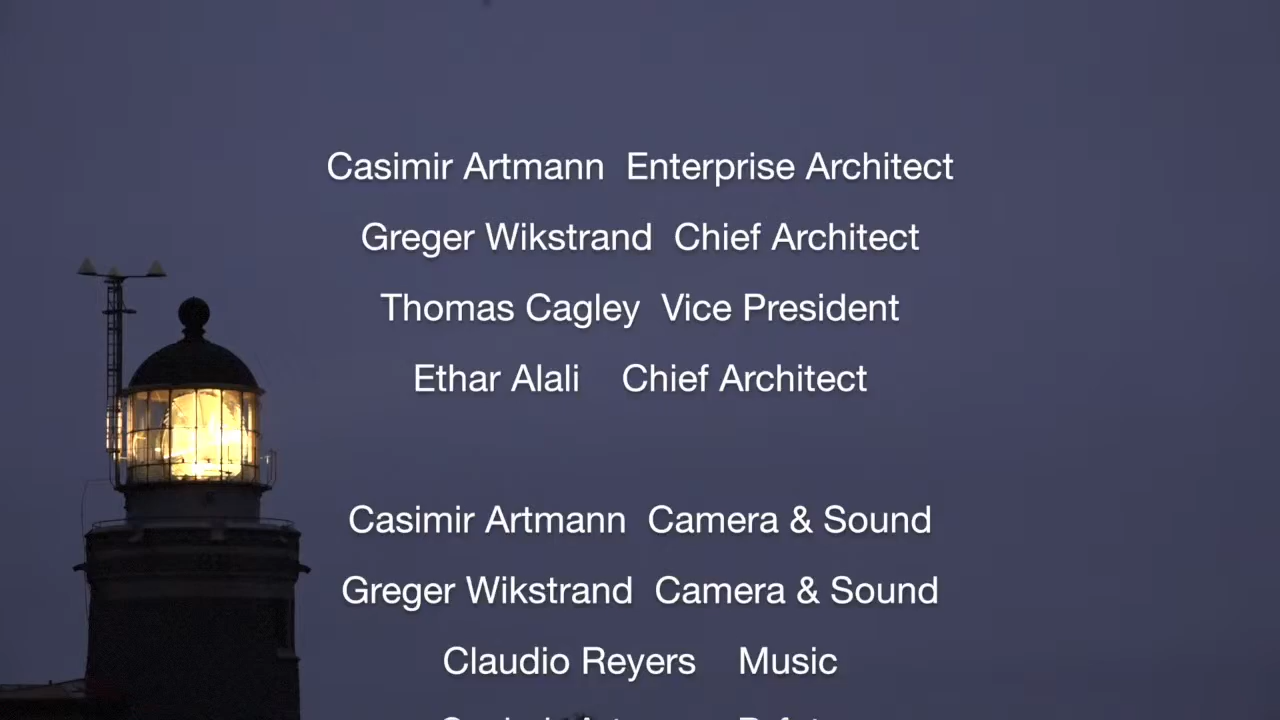 Casimir Artmann Enterprise Architect
Greger Wikstrand Chief Architect
Thomas Cagley Vice President
Ethar Alali Chief Architect
Casimir Artmann Camera & Sound
Greger Wikstrand Camera & Sound
Claudio Reyers Music